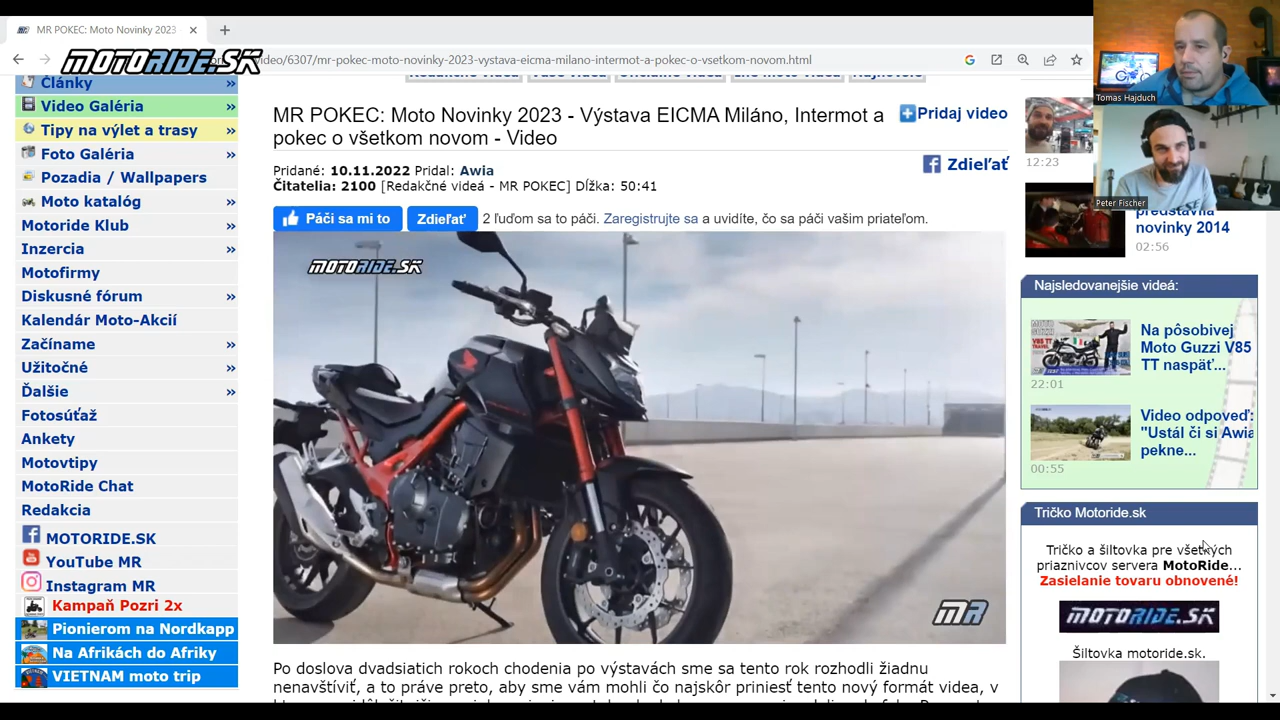 MR POKEC: Moto Novinky 2023
MOTORIDE.SK
video/6307/mr-pokec-moto-novinky-2023-vystava-eicma-milano-intermot-a-pokec-o-vsetkom-novom.html
Tomas Hajduch
Peter Fischer
Články »
Video Galéria »
Tipy na výlet a trasy »
Foto Galéria »
Pozadia / Wallpapers
Moto katalóg »
Motoride Klub »
Inzercia »
Motofirmy
Diskusné fórum »
Kalendár Moto-Akcií
Začíname »
Užitočné »
Ďalšie »
Fotosúťaž
Ankety
Motovtipy
MotoRide Chat
Redakcia
MOTORIDE.SK
YouTube MR
Instagram MR
Kampaň Pozri 2x
Pionierom na Nordkapp
Na Afrikách do Afriky
VIETNAM moto trip
MR POKEC: Moto Novinky 2023 - Výstava EICMA Miláno, Intermot a
pokec o všetkom novom - Video
Pridaj video
Pridané: 10.11.2022 Pridal: Awia
Zdieľať
Čitatelia: 2100 [Redakčné videá - MR POKEC] Dĺžka: 50:41
Páči sa mi to
Zdieľať
2 ľuďom sa to páči. Zaregistrujte sa a uvidíte, čo sa páči vašim priateľom.
MOTORIDE.SK
MR
Po doslova dvadsiatich rokoch chodenia po výstavách sme sa tento rok rozhodli žiadnu
nenavštíviť, a to práve preto, aby sme vám mohli čo najskôr priniesť tento nový formát videa, v
12:23
predstavila
novinky 2014
02:56
Najsledovanejšie videá:
Na pôsobivej
Moto Guzzi V85
TT naspäť...
22:01
Video odpoveď:
"Ustál či si Awia
pekne...
00:55
Tričko Motoride.sk
Tričko a šiltovka pre všetkých
priaznivcov servera MotoRide...
Zasielanie tovaru obnovené!
MOTORIDE.SK
Šiltovka motoride.sk.